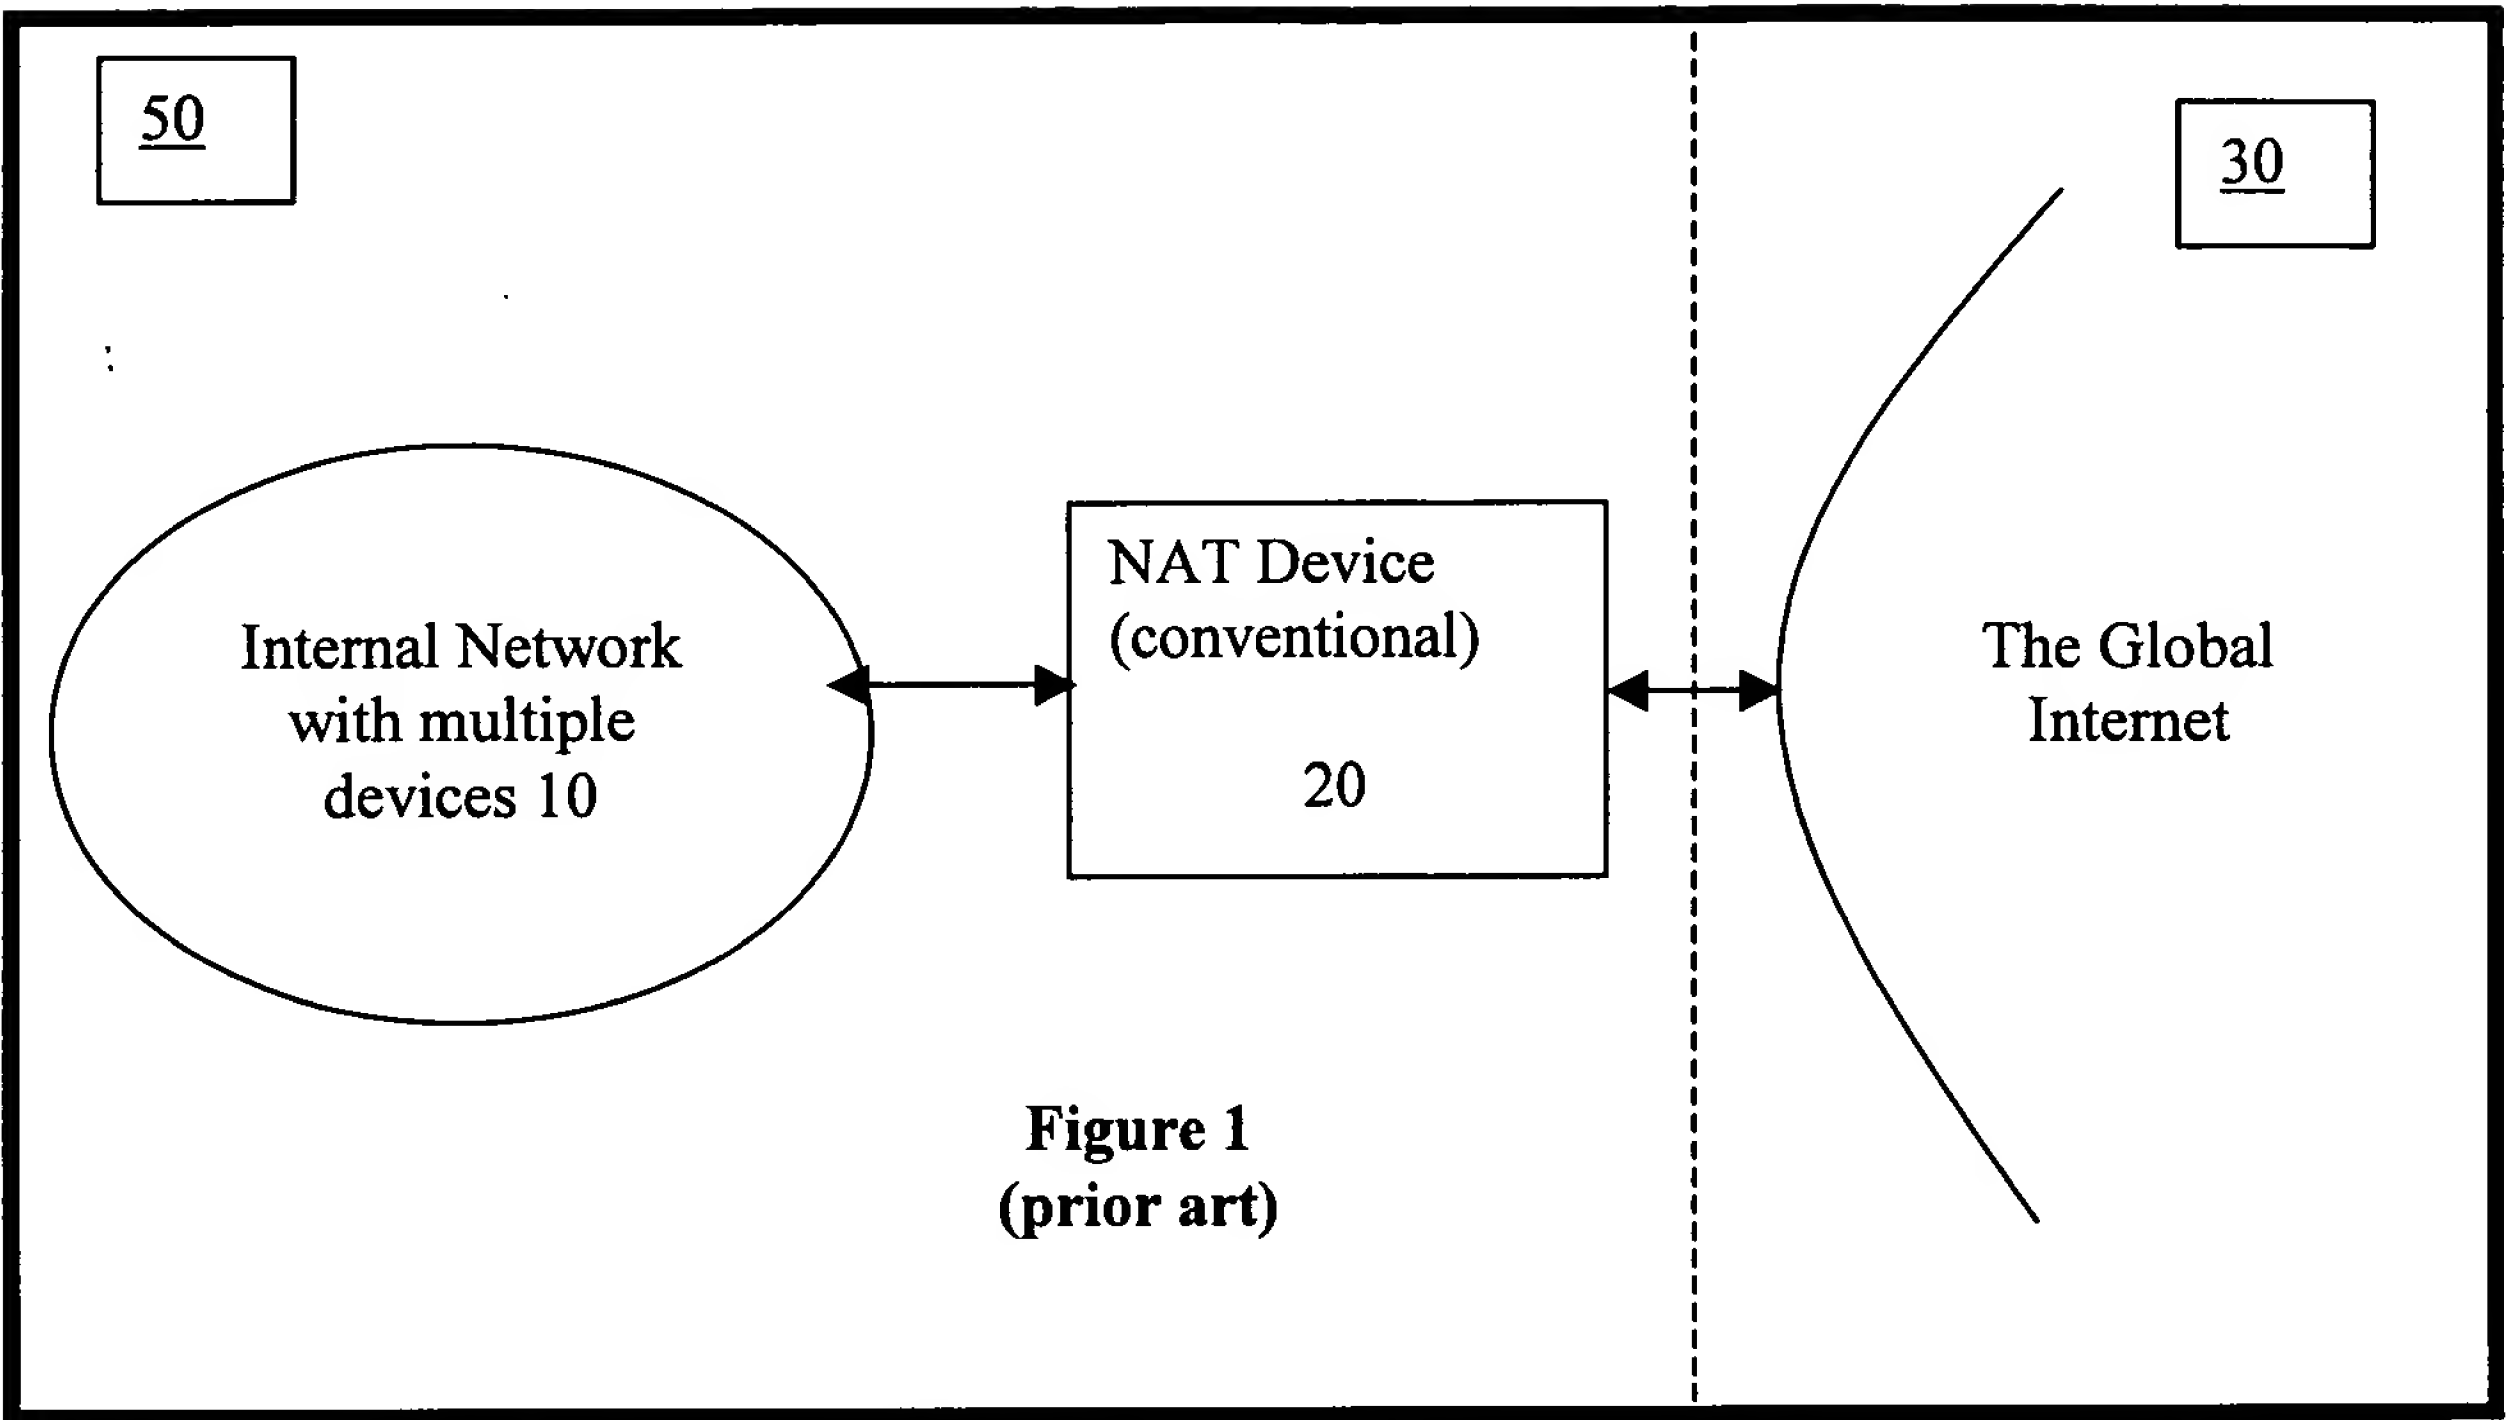 50
30
Internal Network
with multiple
devices 10
NAT Device
(conventional)
20
The Global
Internet
Figure 1
(prior art)